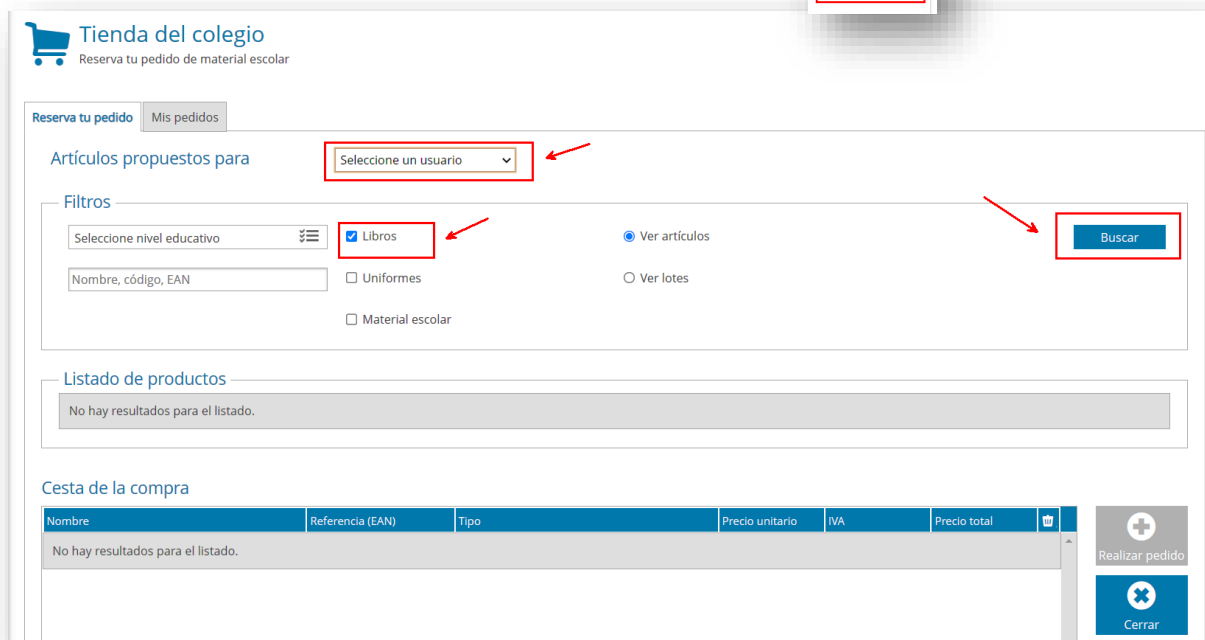 Tienda del colegio
Reserva tu pedido de material escolar
Reserva tu pedido Mis pedidos
Artículos propuestos para Seleccione un usuario
Filtros
Seleccione nivel educativo Libros Ver artículos Buscar
Nombre, código, EAN Uniformes Ver lotes
Material escolar
Listado de productos
No hay resultados para el listado.
Cesta de la compra
Nombre Referencia (EAN) Tipo Precio unitario IVA Precio total
No hay resultados para el listado.
Realizar pedido
Cerrar